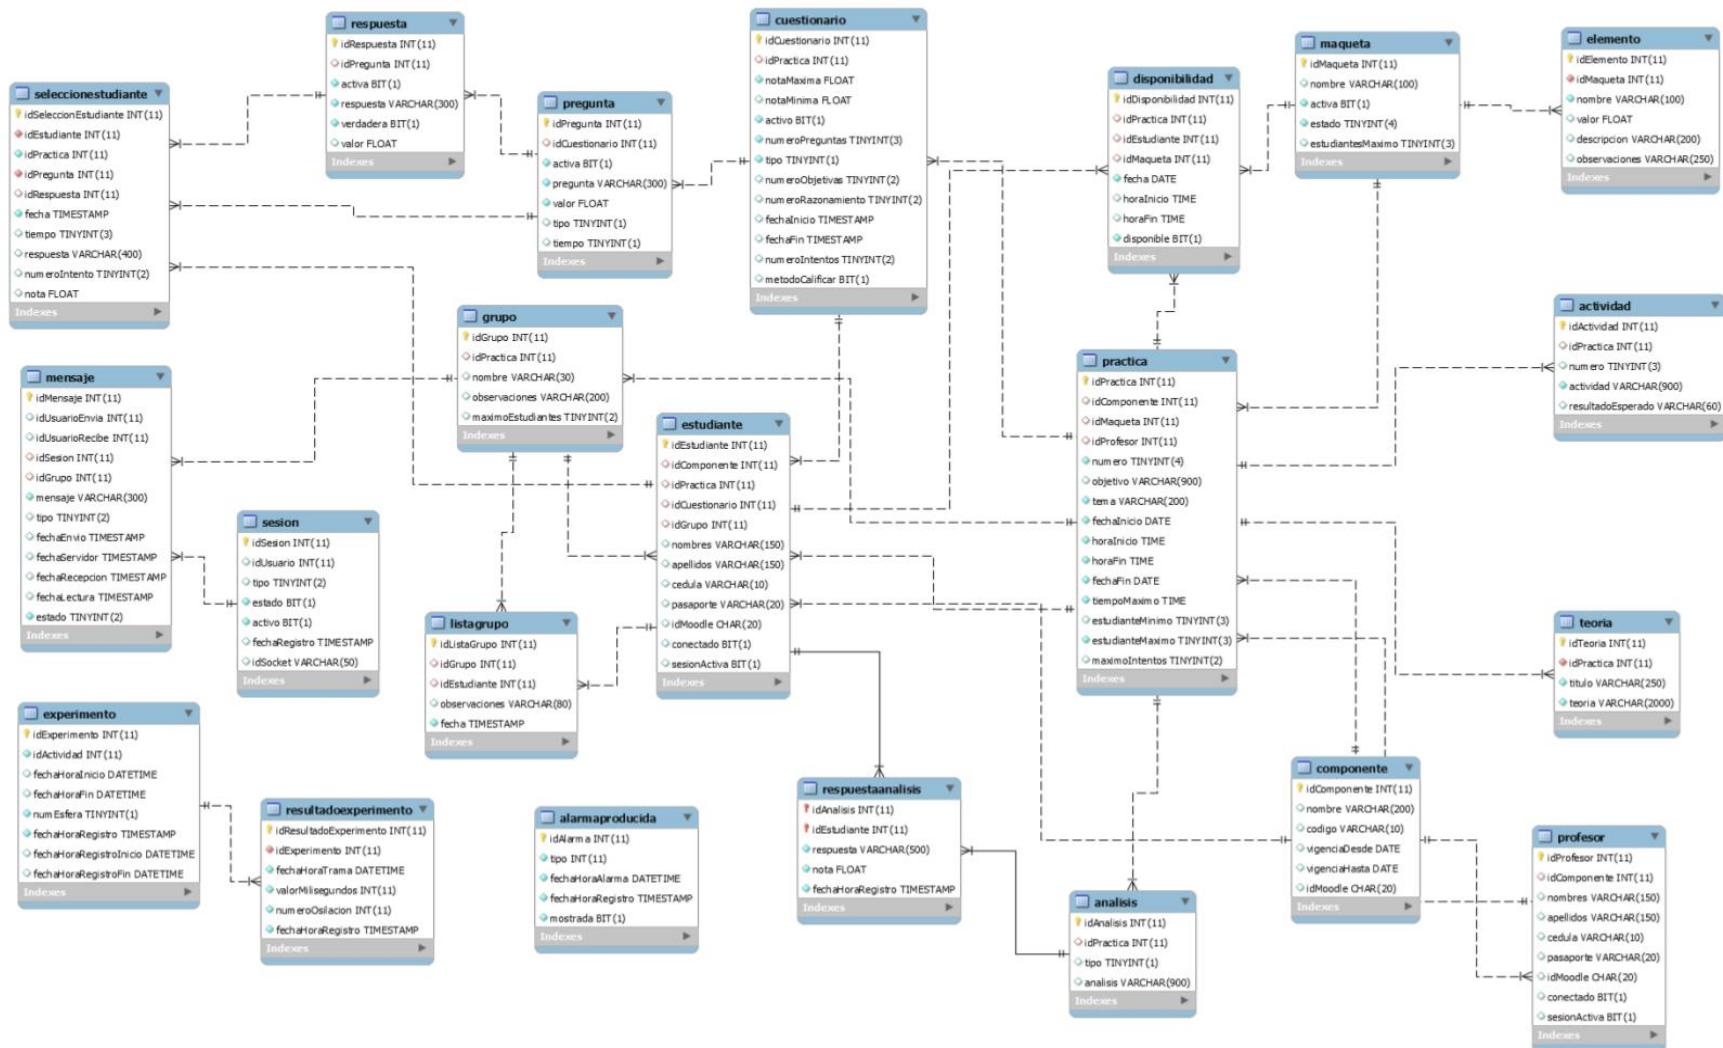 respuesta
idRespuesta INT(11)
idPregunta INT(11)
activa BIT(1)
respuesta VARCHAR(300)
verdadera BIT(1)
valor FLOAT
Indexes
cuestionario
idCuestionario INT(11)
idPractica INT(11)
notaMaxima FLOAT
notaMinima FLOAT
activo BIT(1)
numeroPreguntas TINYINT(3)
tipo TINYINT(1)
numeroObjetivas TINYINT(2)
numeroRazonamiento TINYINT(2)
fechaInicio TIMESTAMP
fechaFin TIMESTAMP
numeroIntentos TINYINT(2)
metodoCalificar BIT(1)
Indexes
maqueta
idMaqueta INT(11)
nombre VARCHAR(100)
activa BIT(1)
estado TINYINT(4)
estudiantesMaximo TINYINT(3)
Indexes
elemento
idElemento INT(11)
idMaqueta INT(11)
nombre VARCHAR(100)
valor FLOAT
descripcion VARCHAR(200)
observaciones VARCHAR(250)
Indexes
seleccionestudiante
idSeleccionEstudiante INT(11)
idEstudiante INT(11)
idPractica INT(11)
idPregunta INT(11)
idRespuesta INT(11)
fecha TIMESTAMP
tiempo TINYINT(3)
respuesta VARCHAR(400)
numeroIntento TINYINT(2)
nota FLOAT
Indexes
pregunta
idPregunta INT(11)
idCuestionario INT(11)
activa BIT(1)
pregunta VARCHAR(300)
valor FLOAT
tipo TINYINT(1)
tiempo TINYINT(1)
Indexes
disponibilidad
idDisponibilidad INT(11)
idPractica INT(11)
idEstudiante INT(11)
idMaqueta INT(11)
fecha DATE
horaInicio TIME
horaFin TIME
disponible BIT(1)
Indexes
grupo
idGrupo INT(11)
idPractica INT(11)
nombre VARCHAR(30)
observaciones VARCHAR(200)
maximoEstudiantes TINYINT(2)
Indexes
actividad
idActividad INT(11)
idPractica INT(11)
numero TINYINT(3)
actividad VARCHAR(900)
resultadoEsperado VARCHAR(60)
Indexes
mensaje
idMensaje INT(11)
idUsuarioEnvia INT(11)
idUsuarioRecibe INT(11)
idSesion INT(11)
idGrupo INT(11)
mensaje VARCHAR(300)
tipo TINYINT(2)
fechaEnvio TIMESTAMP
fechaServidor TIMESTAMP
fechaRecepcion TIMESTAMP
fechaLectura TIMESTAMP
estado TINYINT(2)
Indexes
practica
idPractica INT(11)
idComponente INT(11)
idMaqueta INT(11)
idProfesor INT(11)
numero TINYINT(4)
objetivo VARCHAR(900)
tema VARCHAR(200)
fechaInicio DATE
horaInicio TIME
horaFin TIME
fechaFin DATE
tiempoMaximo TIME
estudianteMinimo TINYINT(3)
estudianteMaximo TINYINT(3)
maximoIntentos TINYINT(2)
Indexes
estudiante
idEstudiante INT(11)
idComponente INT(11)
idPractica INT(11)
idCuestionario INT(11)
idGrupo INT(11)
nombres VARCHAR(150)
apellidos VARCHAR(150)
cedula VARCHAR(10)
pasaporte VARCHAR(20)
idMoodle CHAR(20)
conectado BIT(1)
sesionActiva BIT(1)
Indexes
sesion
idSesion INT(11)
idUsuario INT(11)
tipo TINYINT(2)
estado BIT(1)
activo BIT(1)
fechaRegistro TIMESTAMP
idSocket VARCHAR(50)
Indexes
listagrupo
idListaGrupo INT(11)
idGrupo INT(11)
idEstudiante INT(11)
observaciones VARCHAR(80)
fecha TIMESTAMP
Indexes
teoria
idTeoria INT(11)
idPractica INT(11)
titulo VARCHAR(250)
teoria VARCHAR(2000)
Indexes
experimento
idExperimento INT(11)
idActividad INT(11)
fechaHoraInicio DATETIME
fechaHoraFin DATETIME
numEsfera TINYINT(1)
fechaHoraRegistro TIMESTAMP
fechaHoraRegistroInicio DATETIME
fechaHoraRegistroFin DATETIME
Indexes
resultadoexperimento
idResultadoExperimento INT(11)
idExperimento INT(11)
fechaHoraTrama DATETIME
valorMilisegundos INT(11)
numeroOsilacion INT(11)
fechaHoraRegistro TIMESTAMP
Indexes
alarmaproducida
idAlarma INT(11)
tipo INT(11)
fechaHoraAlarma DATETIME
fechaHoraRegistro TIMESTAMP
mostrada BIT(1)
Indexes
respuestaanalisis
idAnalisis INT(11)
idEstudiante INT(11)
respuesta VARCHAR(500)
nota FLOAT
fechaHoraRegistro TIMESTAMP
Indexes
componente
idComponente INT(11)
nombre VARCHAR(200)
codigo VARCHAR(10)
vigenciaDesde DATE
vigenciaHasta DATE
idMoodle CHAR(20)
Indexes
profesor
idProfesor INT(11)
idComponente INT(11)
nombres VARCHAR(150)
apellidos VARCHAR(150)
cedula VARCHAR(10)
pasaporte VARCHAR(20)
idMoodle CHAR(20)
conectado BIT(1)
sesionActiva BIT(1)
Indexes
analisis
idAnalisis INT(11)
idPractica INT(11)
tipo TINYINT(1)
analisis VARCHAR(900)
Indexes